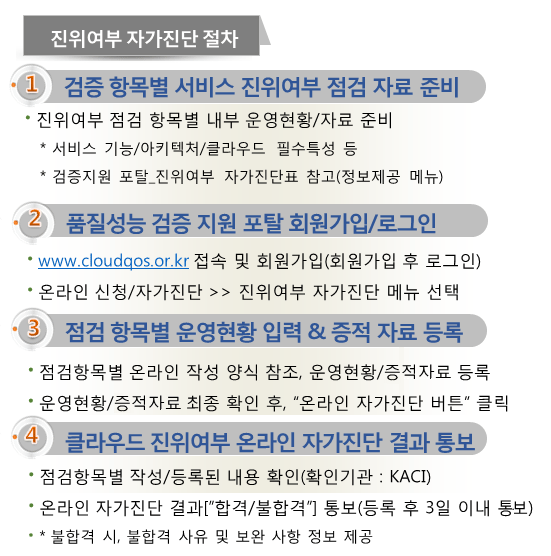 진위여부 자가진단 절차
1 검증 항목별 서비스 진위여부 점검 자료 준비
• 진위여부 점검 항목별 내부 운영현황/자료 준비
* 서비스 기능/아키텍처/클라우드 필수특성 등
* 검증지원 포탈_진위여부 자가진단표 참고(정보제공 메뉴)
2 품질성능 검증 지원 포탈 회원가입/로그인
• www.cloudqos.or.kr 접속 및 회원가입(회원가입 후 로그인)
• 온라인 신청/자가진단 >> 진위여부 자가진단 메뉴 선택
3 점검 항목별 운영현황 입력 & 증적 자료 등록
• 점검항목별 온라인 작성 양식 참조, 운영현황/증적자료 등록
• 운영현황/증적자료 최종 확인 후, “온라인 자가진단 버튼” 클릭
4 클라우드 진위여부 온라인 자가진단 결과 통보
• 점검항목별 작성/등록된 내용 확인(확인기관 : KACI)
• 온라인 자가진단 결과[“합격/불합격”] 통보(등록 후 3일 이내 통보)
• * 불합격 시, 불합격 사유 및 보완 사항 정보 제공